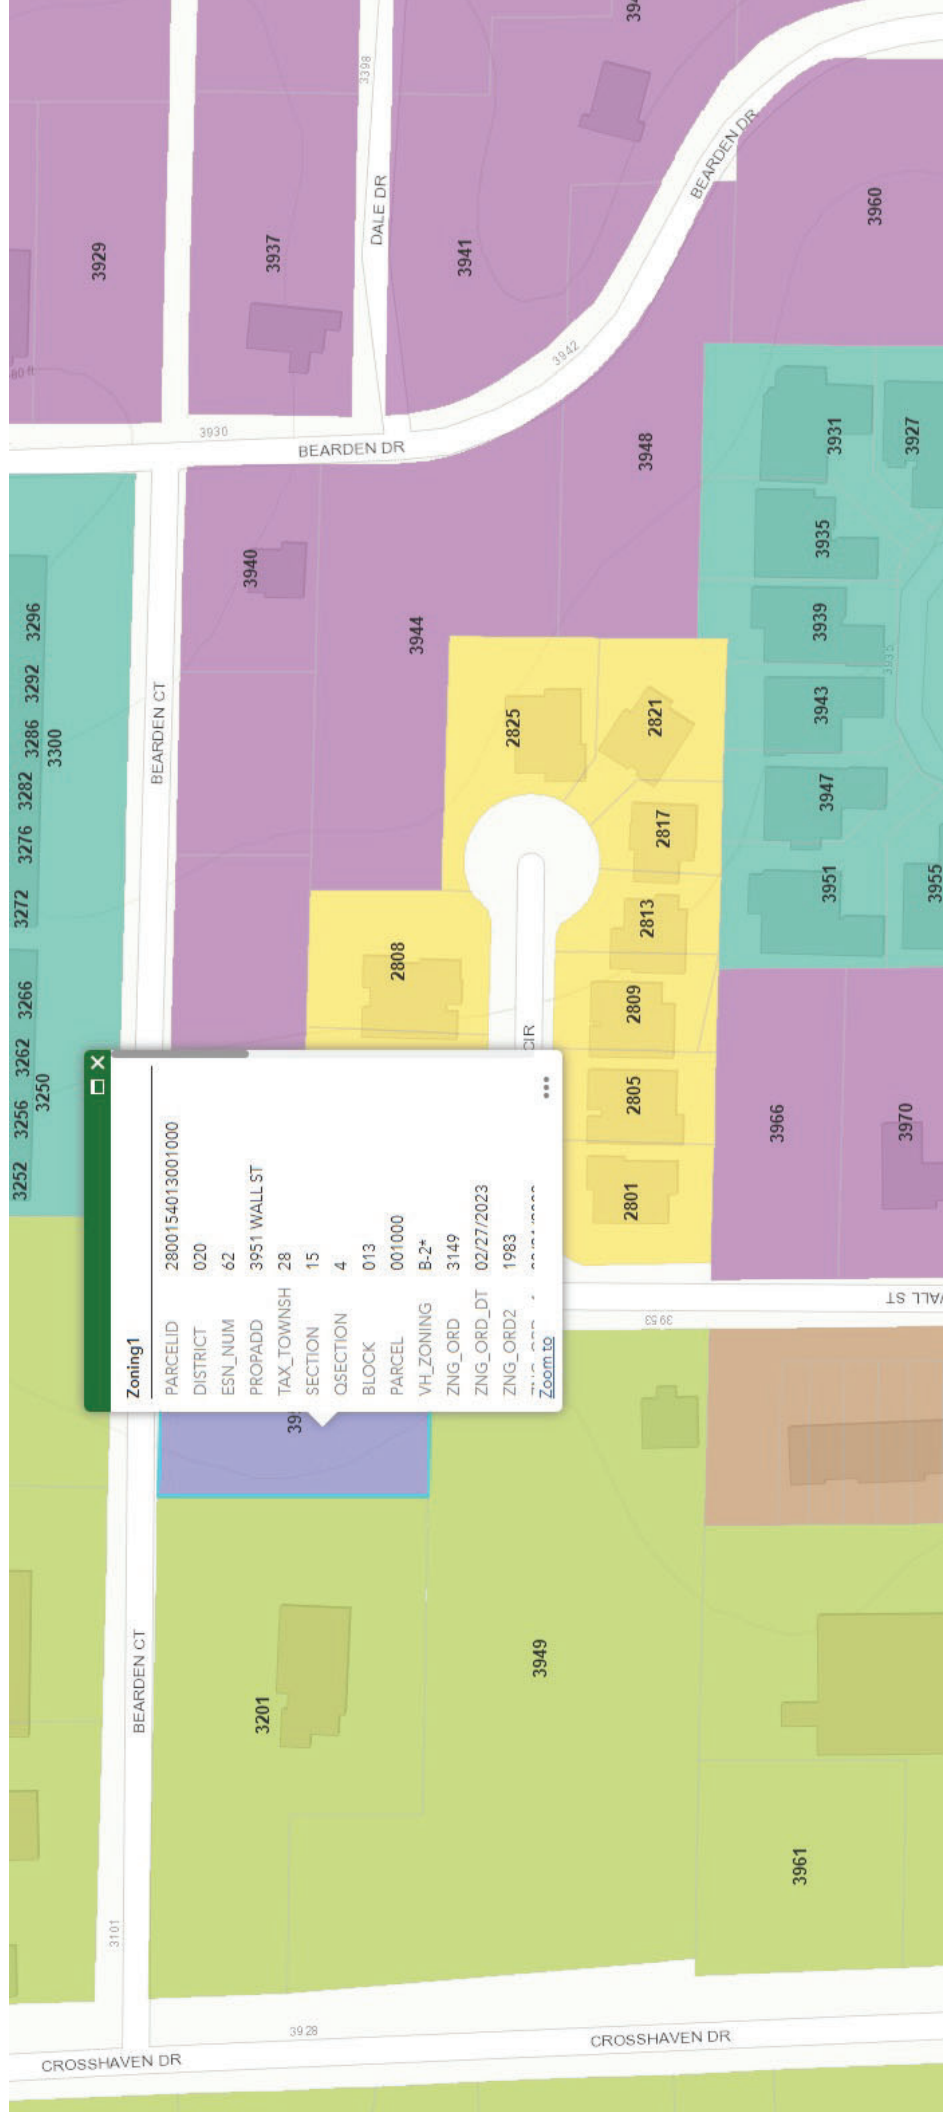 3252 3256 3262 3266 3272 3276 3282 3286 3292 3296
3250
3300
3929
3937
3398
DALE DR
3941
BEARDEN DR
3960
3930
BEARDEN DR
3942
3948
3940
3944
BEARDEN CT
BEARDEN CT
3101
CROSSHAVEN DR
3928
CROSSHAVEN DR
3201
3949
3961
2825
2821
2817
2813
2809
2805
2801
2808
CIR
3931
3927
3935
3939
3935
3943
3947
3951
3955
3966
3970
3953
Zoning1
PARCELID 2800154013001000
DISTRICT 020
ESN_NUM 62
PROPADD 3951 WALL ST
TAX_TOWNSH 28
SECTION 15
QSECTION 4
BLOCK 013
PARCEL 001000
VH_ZONING B-2*
ZNG_ORD 3149
ZNG_ORD_DT 02/27/2023
ZNG_ORD2 1983
Zoom to
•••